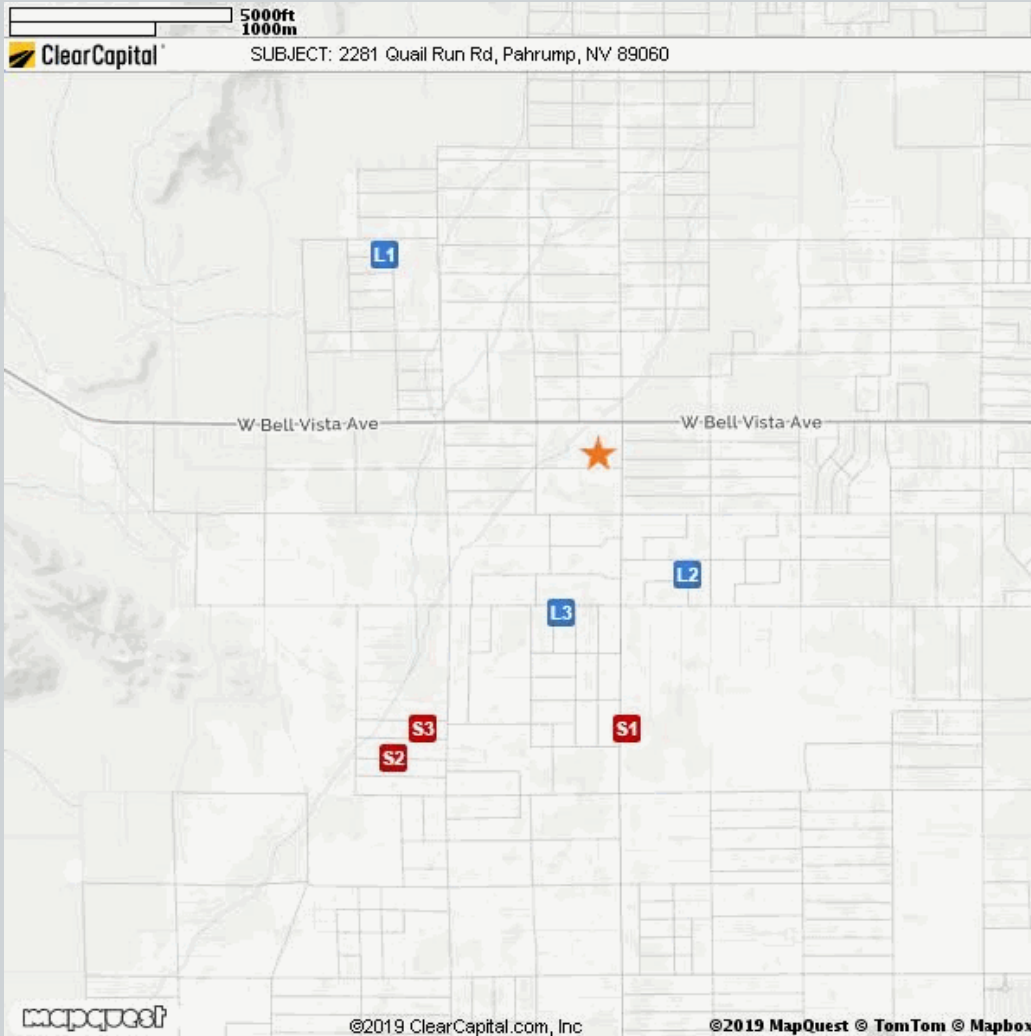 5000ft
1000m
ClearCapital SUBJECT: 2281 Quail Run Rd, Pahrump, NV 89060
L1
W Bell Vista Ave W Bell Vista Ave
L2
L3
S3 S1
S2
mapquest ©2019 ClearCapital.com, Inc ©2019 MapQuest © TomTom © Mapbox